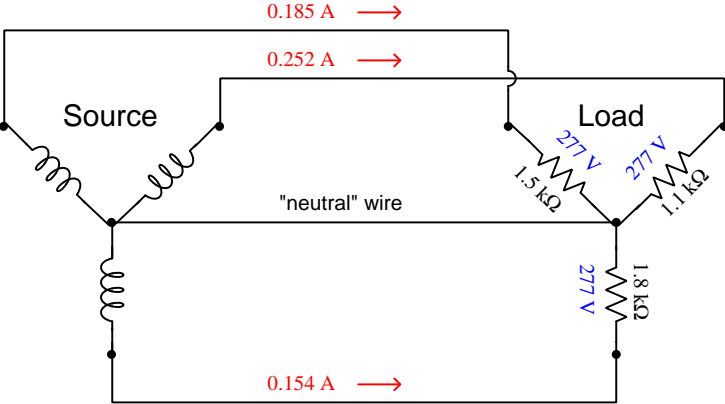 0.185 A
0.252 A
Source
Load
277 V
1.5 kΩ
277 V
1.1 kΩ
"neutral" wire
277 V
1.8 kΩ
0.154 A